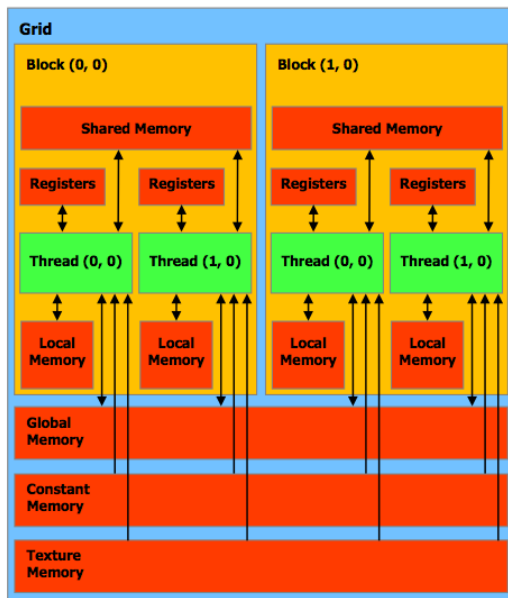 Grid
Block (0, 0)
Block (1, 0)
Shared Memory
Shared Memory
Registers
Registers
Registers
Registers
Thread (0, 0)
Thread (1, 0)
Thread (0, 0)
Thread (1, 0)
Local
Memory
Local
Memory
Local
Memory
Local
Memory
Global
Memory
Constant
Memory
Texture
Memory